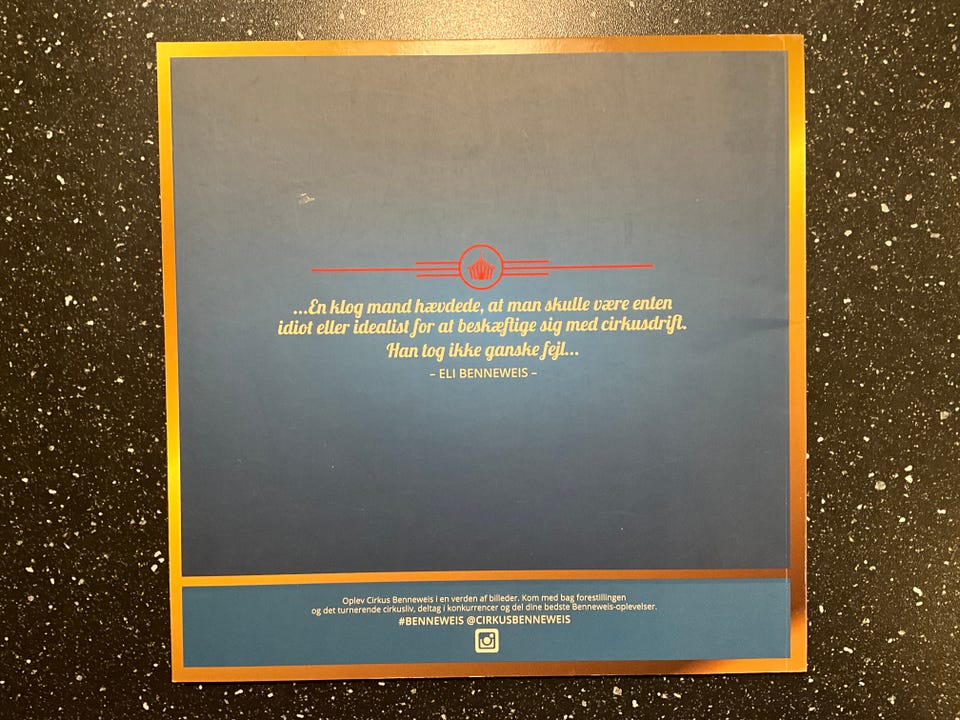 ...En klog mand hævdede, at man skulle være enten
idiot eller idealist for at beskæftige sig med cirkusdrift.
Han tog ikke ganske fejl...
– ELI BENNEWEIS –
Oplev Cirkus Benneweis i en verden af billeder. Kom med bag forestillingen
og det turnerende cirkusliv, deltag i konkurrencer og del dine bedste Benneweis-oplevelser.
#BENNEWEIS @CIRKUSBENNEWEIS